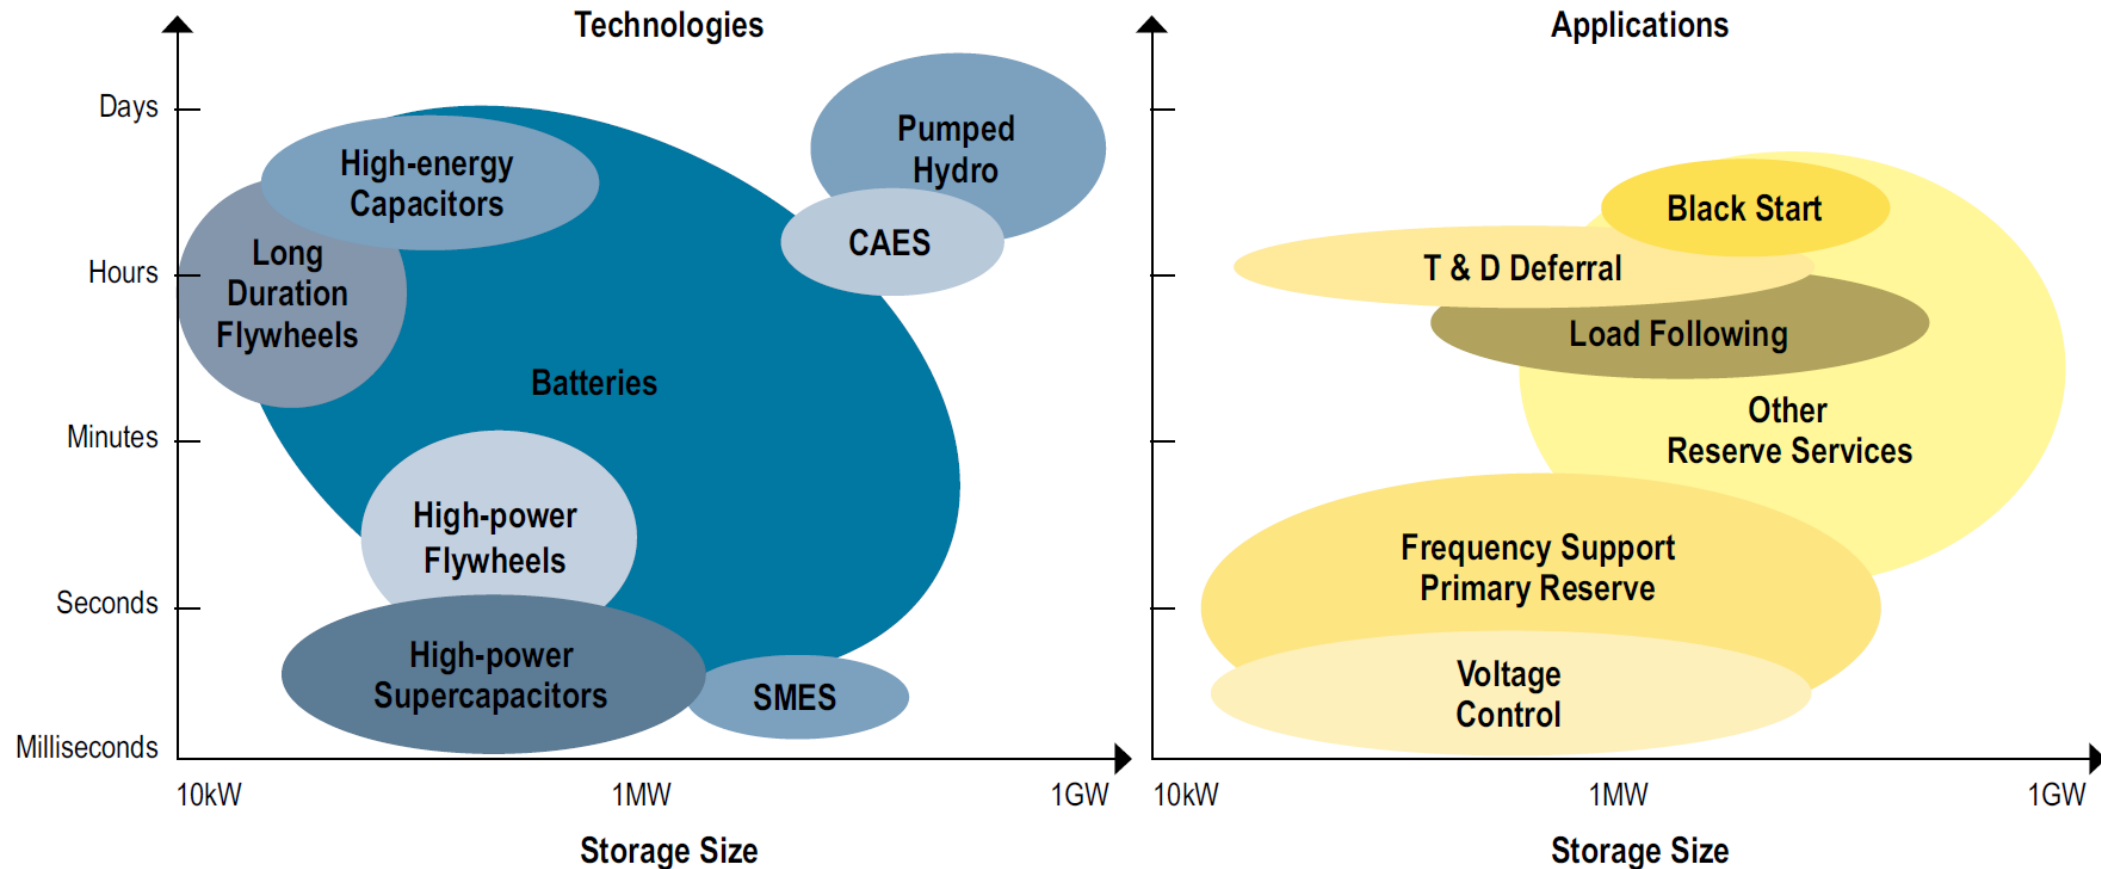 Technologies
Days
Hours
Minutes
Seconds
Milliseconds
High-energy
Capacitors
Long
Duration
Flywheels
Pumped
Hydro
CAES
Batteries
High-power
Flywheels
High-power
Supercapacitors
SMES
10kW
1MW
1GW
Storage Size
Applications
Black Start
T & D Deferral
Load Following
Other
Reserve Services
Frequency Support
Primary Reserve
Voltage
Control
10kW
1MW
1GW
Storage Size